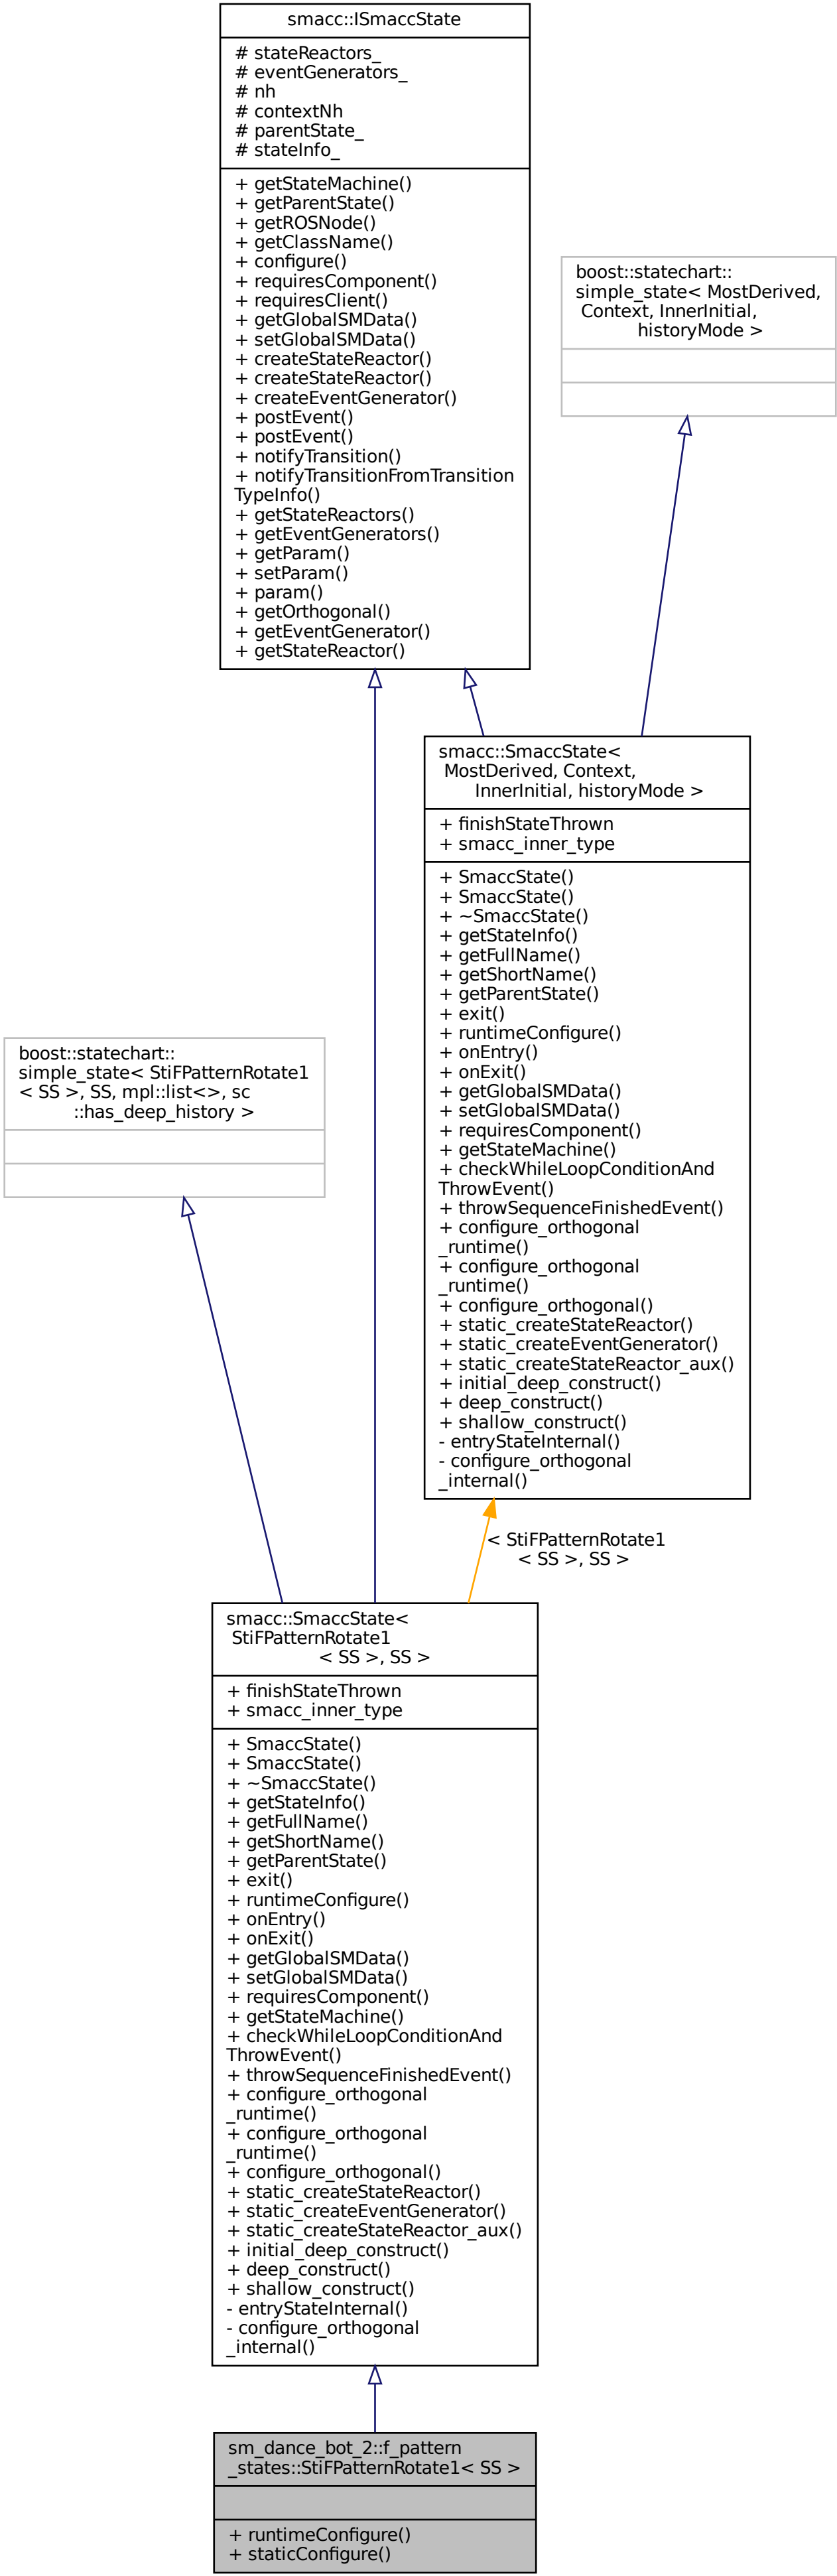 smacc::ISmaccState
# stateReactors_
# eventGenerators_
# nh
# contextNh
# parentState_
# stateInfo_
+ getStateMachine()
+ getParentState()
+ getROSNode()
+ getClassName()
+ configure()
+ requiresComponent()
+ requiresClient()
+ getGlobalSMData()
+ setGlobalSMData()
+ createStateReactor()
+ createStateReactor()
+ createEventGenerator()
+ postEvent()
+ postEvent()
+ notifyTransition()
+ notifyTransitionFromTransition
TypeInfo()
+ getStateReactors()
+ getEventGenerators()
+ getParam()
+ setParam()
+ param()
+ getOrthogonal()
+ getEventGenerator()
+ getStateReactor()
boost::statechart::
simple_state< MostDerived,
Context, InnerInitial,
historyMode >
smacc::SmaccState<
MostDerived, Context,
InnerInitial, historyMode >
+ finishStateThrown
+ smacc_inner_type
+ SmaccState()
+ SmaccState()
+ ~SmaccState()
+ getStateInfo()
+ getFullName()
+ getShortName()
+ getParentState()
+ exit()
+ runtimeConfigure()
+ onEntry()
+ onExit()
+ getGlobalSMData()
+ setGlobalSMData()
+ requiresComponent()
+ getStateMachine()
+ checkWhileLoopConditionAnd
ThrowEvent()
+ throwSequenceFinishedEvent()
+ configure_orthogonal
_runtime()
+ configure_orthogonal
_runtime()
+ configure_orthogonal()
+ static_createStateReactor()
+ static_createEventGenerator()
+ static_createStateReactor_aux()
+ initial_deep_construct()
+ deep_construct()
+ shallow_construct()
- entryStateInternal()
- configure_orthogonal
_internal()
boost::statechart::
simple_state< StiFPatternRotate1
< SS >, SS, mpl::list<>, sc
::has_deep_history >
< StiFPatternRotate1
< SS >, SS >
smacc::SmaccState<
StiFPatternRotate1
< SS >, SS >
+ finishStateThrown
+ smacc_inner_type
+ SmaccState()
+ SmaccState()
+ ~SmaccState()
+ getStateInfo()
+ getFullName()
+ getShortName()
+ getParentState()
+ exit()
+ runtimeConfigure()
+ onEntry()
+ onExit()
+ getGlobalSMData()
+ setGlobalSMData()
+ requiresComponent()
+ getStateMachine()
+ checkWhileLoopConditionAnd
ThrowEvent()
+ throwSequenceFinishedEvent()
+ configure_orthogonal
_runtime()
+ configure_orthogonal
_runtime()
+ configure_orthogonal()
+ static_createStateReactor()
+ static_createEventGenerator()
+ static_createStateReactor_aux()
+ initial_deep_construct()
+ deep_construct()
+ shallow_construct()
- entryStateInternal()
- configure_orthogonal
_internal()
sm_dance_bot_2::f_pattern
_states::StiFPatternRotate1< SS >
+ runtimeConfigure()
+ staticConfigure()